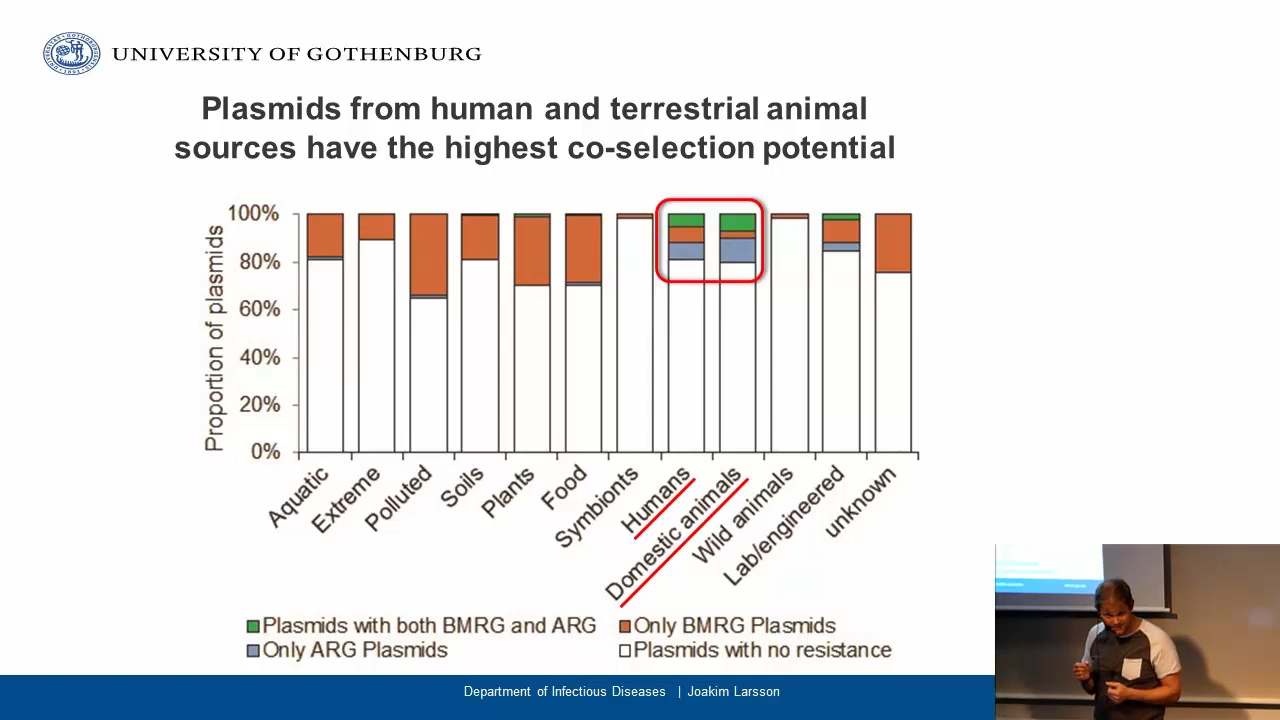 UNIVERSITY OF GOTHENBURG
Plasmids from human and terrestrial animal
sources have the highest co-selection potential
Proportion of plasmids
100%
80%
60%
40%
20%
0%
Aquatic
Extreme
Polluted
Soils
Plants
Food
Symbionts
Humans
Domestic animals
Wild animals
Lab/engineered
unknown
Plasmids with both BMRG and ARG
Only BMRG Plasmids
Only ARG Plasmids
Plasmids with no resistance
Department of Infectious Diseases | Joakim Larsson